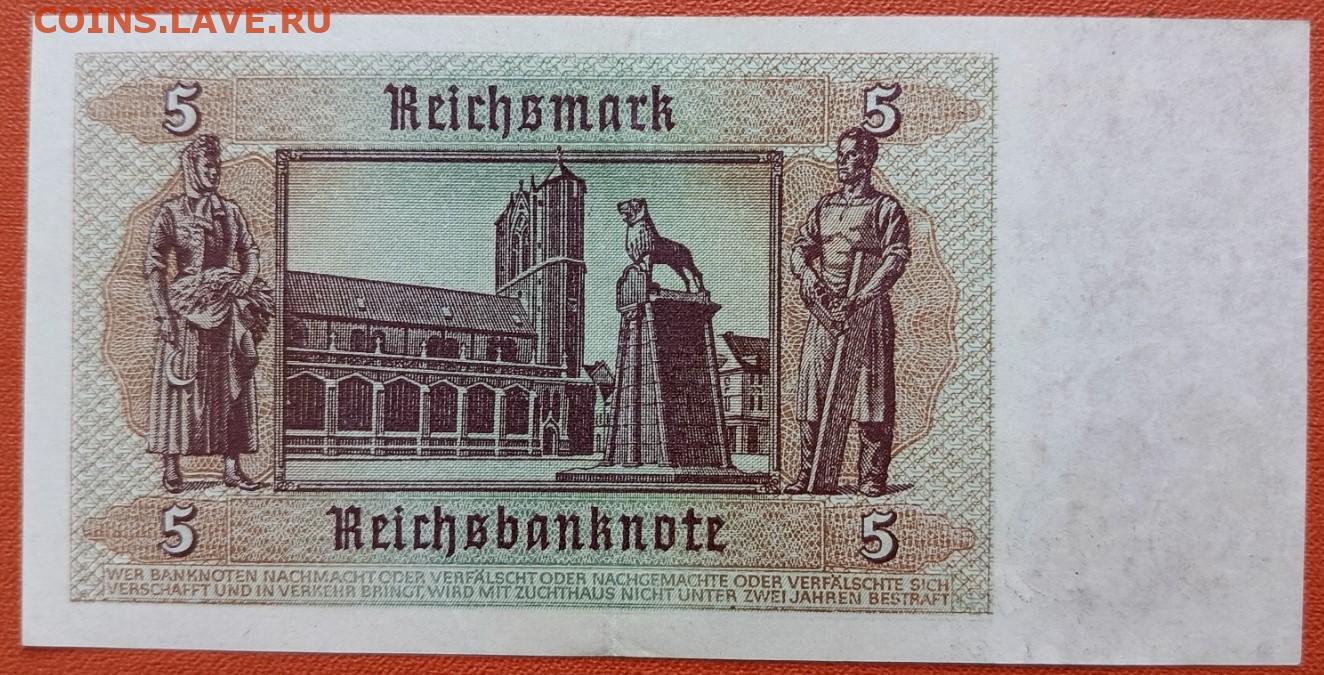 COINS.LAVE.RU
5 Reichsmark 5
5 Reichsbanknote 5
WER BANKNOTEN NACHMACHT ODER VERFÄLSCHT ODER NACHGEMACHTE ODER VERFÄLSCHTE SICH
VERSCHAFFT UND IN VERKEHR BRINGT, WIRD MIT ZUCHTHAUS NICHT UNTER ZWEI JAHREN BESTRAFT